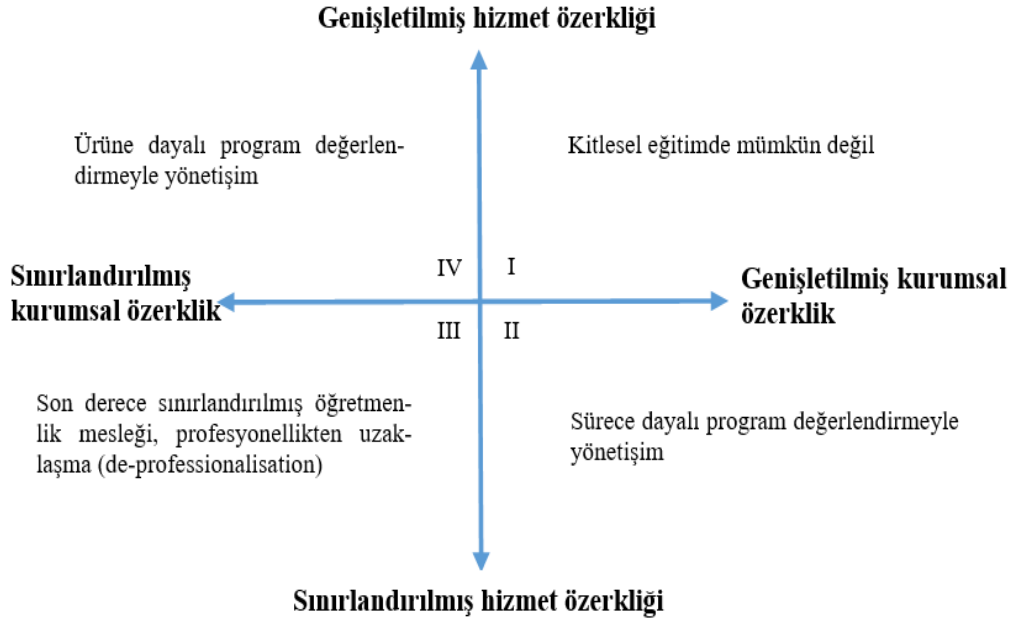 Genişletilmiş hizmet özerkliği
Ürüne dayalı program değerlen-
dirmeyle yönetişim
Kitlesel eğitimde mümkün değil
IV
I
Sınırlandırılmış
kurumsal özerklik
Genişletilmiş kurumsal
özerklik
III
II
Son derece sınırlandırılmış öğretmen-
lik mesleği, profesyonellikten uzak-
laşma (de-professionalisation)
Sürece dayalı program değerlendirmeyle
yönetişim
Sınırlandırılmış hizmet özerkliği